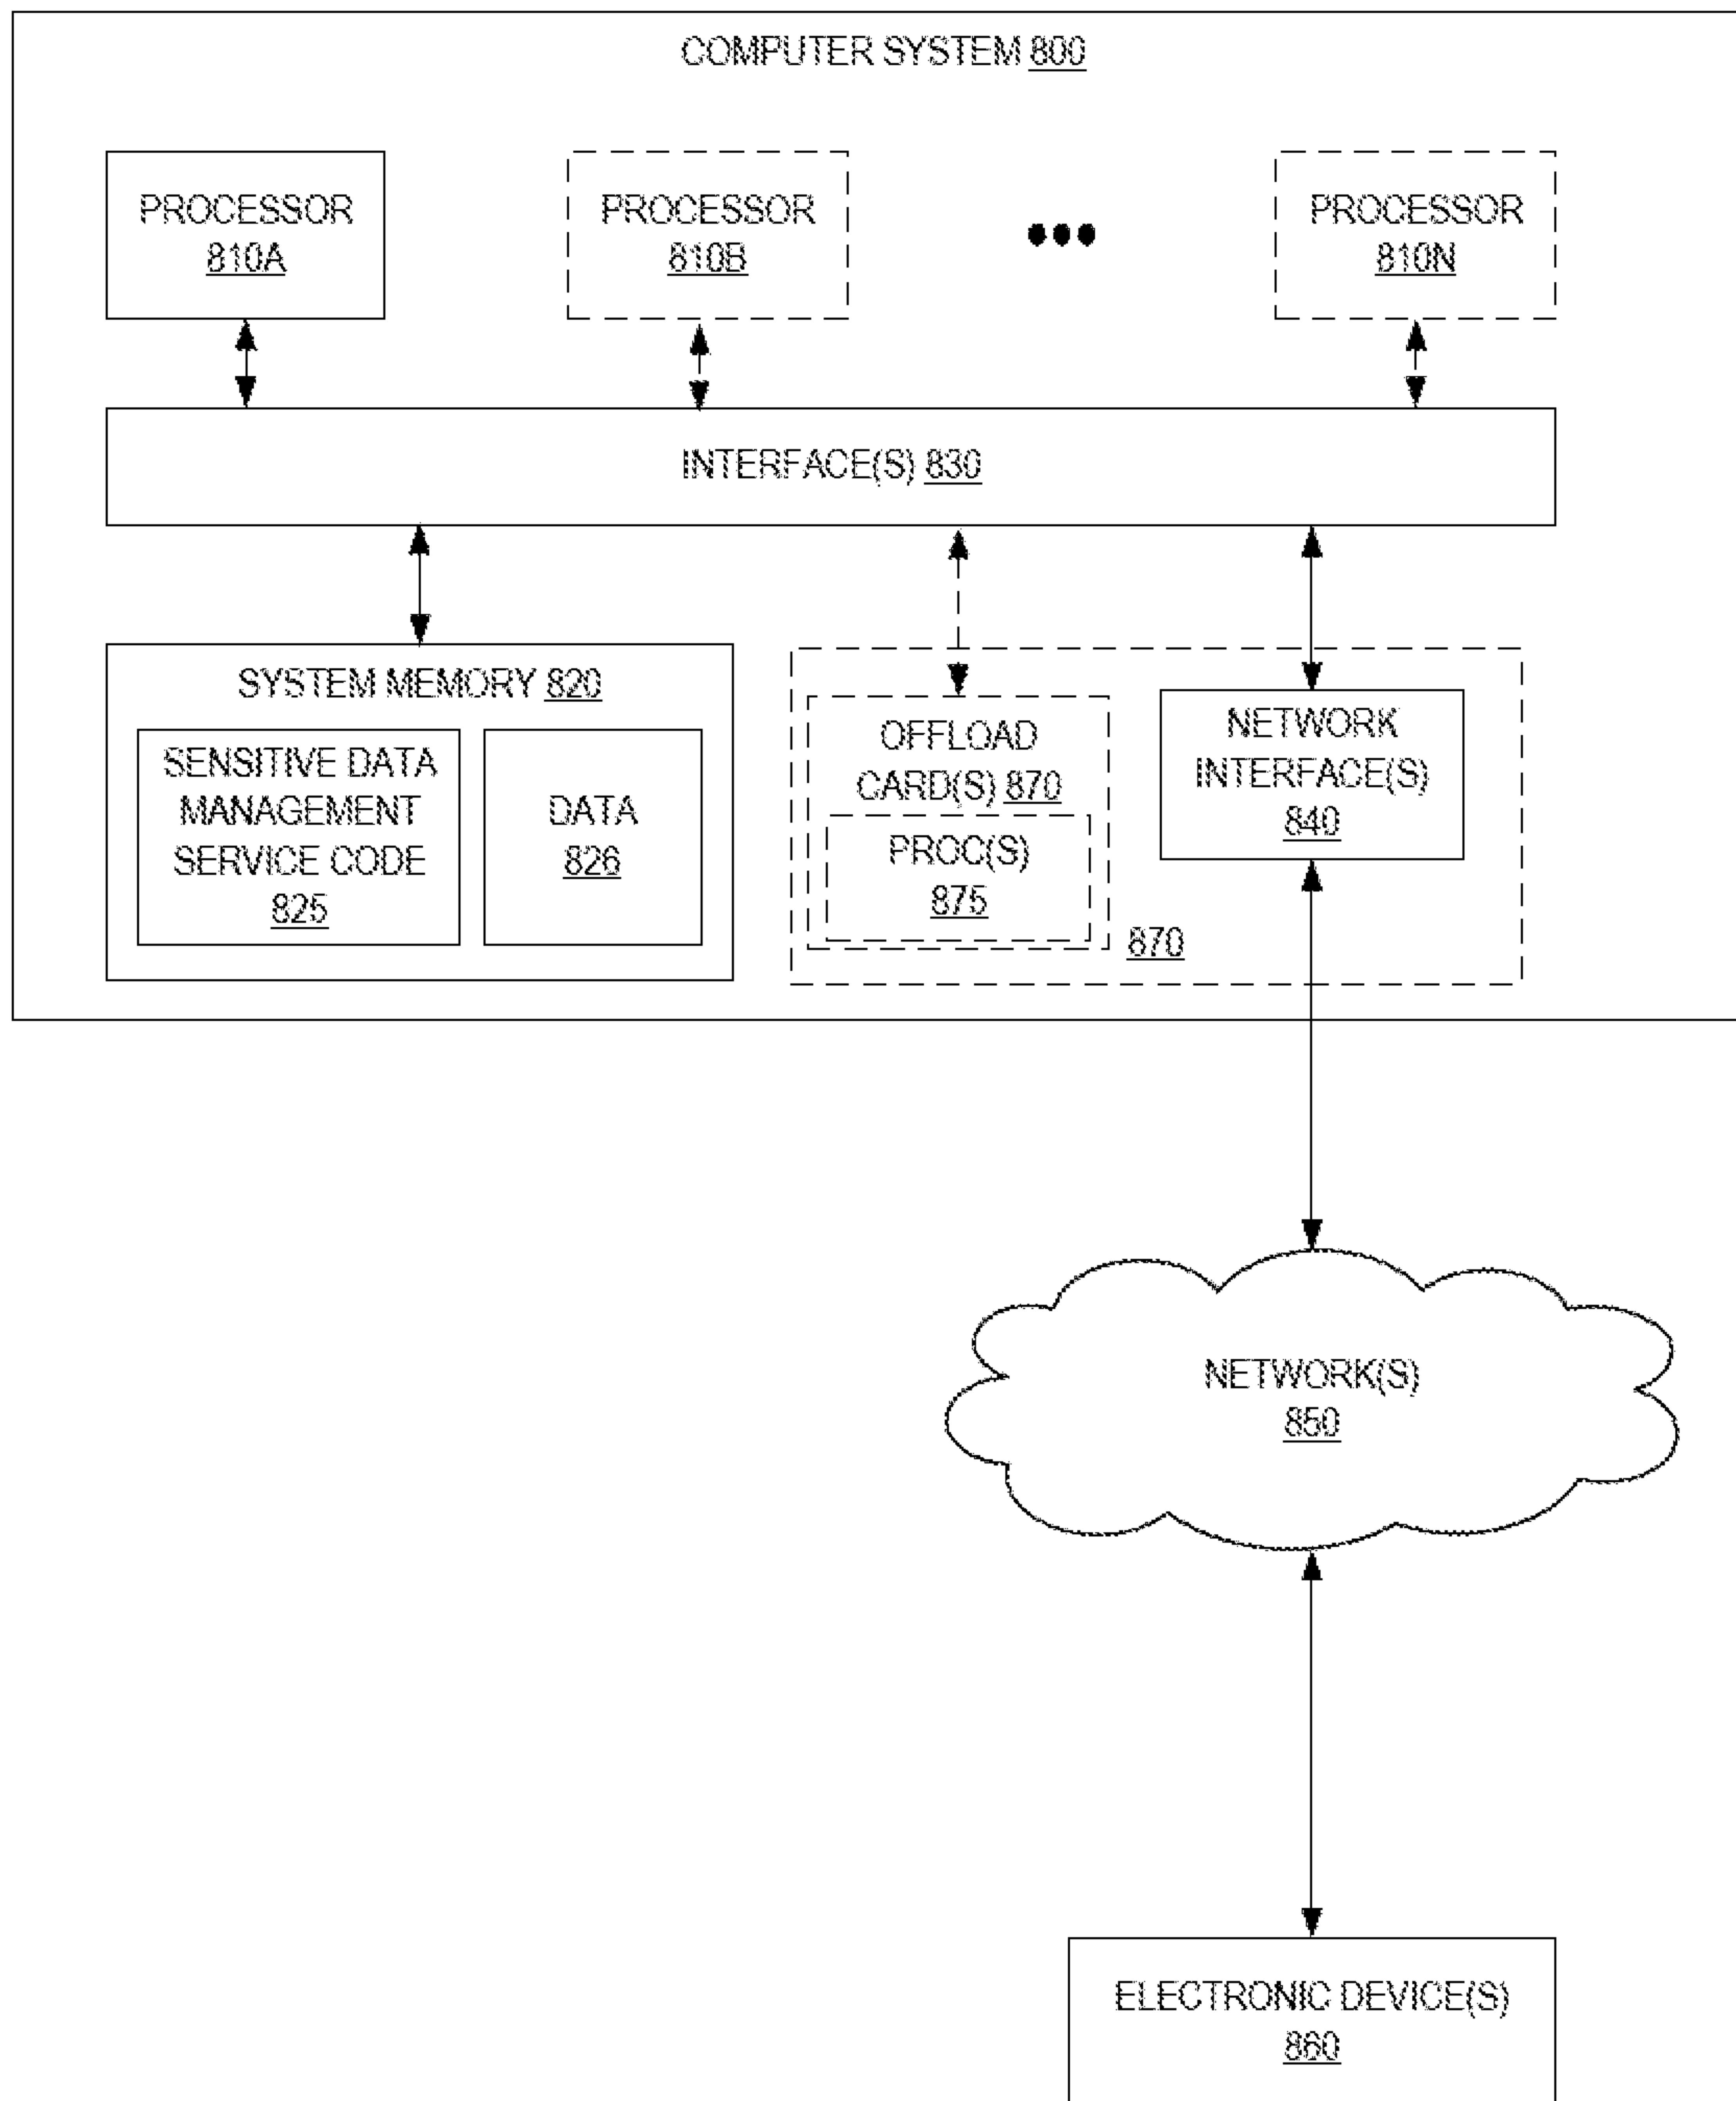 COMPUTER SYSTEM 800
PROCESSOR
810A
PROCESSOR
810B
PROCESSOR
810N
INTERFACE(S) 830
SYSTEM MEMORY 820
SENSITIVE DATA
MANAGEMENT
SERVICE CODE
825
DATA
826
OFFLOAD
CARD(S) 870
PROC(S)
875
870
NETWORK
INTERFACE(S)
840
NETWORK(S)
850
ELECTRONIC DEVICE(S)
860